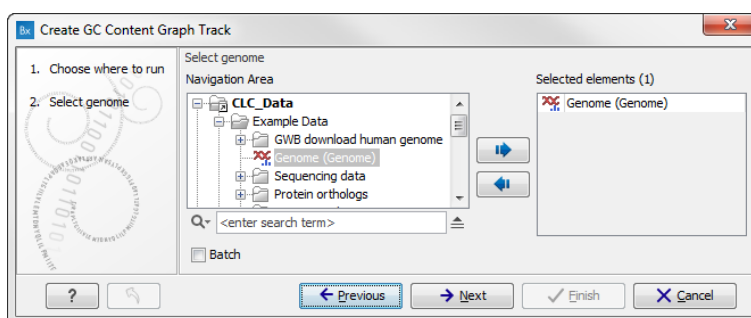 Bx Create GC Content Graph Track
1. Choose where to run
2. Select genome
Select genome
Navigation Area
CLC_Data
Example Data
GWB download human genome
Genome (Genome)
Sequencing data
Protein orthologs
<enter search term>
Batch
Selected elements (1)
Genome (Genome)
?
Previous
Next
Finish
Cancel